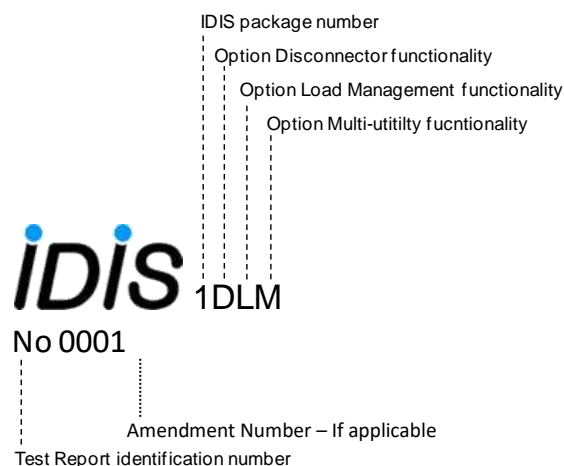 IDIS package number
Option Disconnector functionality
Option Load Management functionality
Option Multi-utitilty fucntionality
iDiS 1DLM
No 0001
Amendment Number – If applicable
Test Report identification number